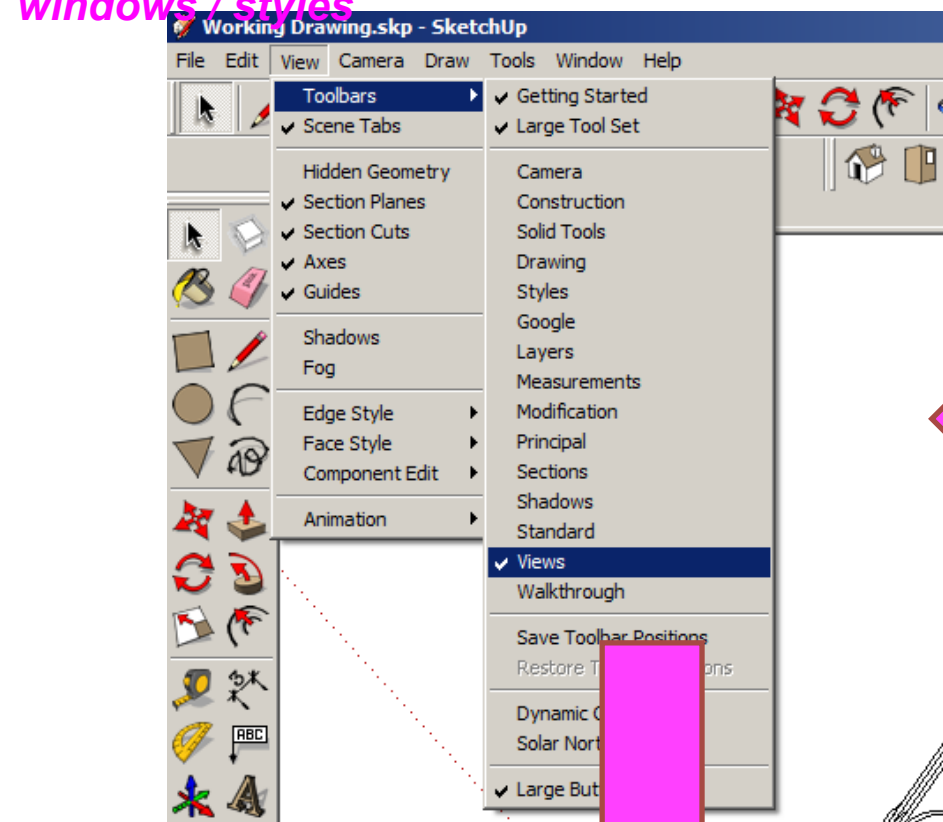 windows / styles
Working Drawing.skp - SketchUp
File Edit View Camera Draw Tools Window Help
Toolbars
Scene Tabs
Hidden Geometry
Section Planes
Section Cuts
Axes
Guides
Shadows
Fog
Edge Style
Face Style
Component Edit
Animation
Getting Started
Large Tool Set
Camera
Construction
Solid Tools
Drawing
Styles
Google
Layers
Measurements
Modification
Principal
Sections
Shadows
Standard
Views
Walkthrough
Save Toolbar Positions
Restore
Dynamic
Solar
Large
ABC